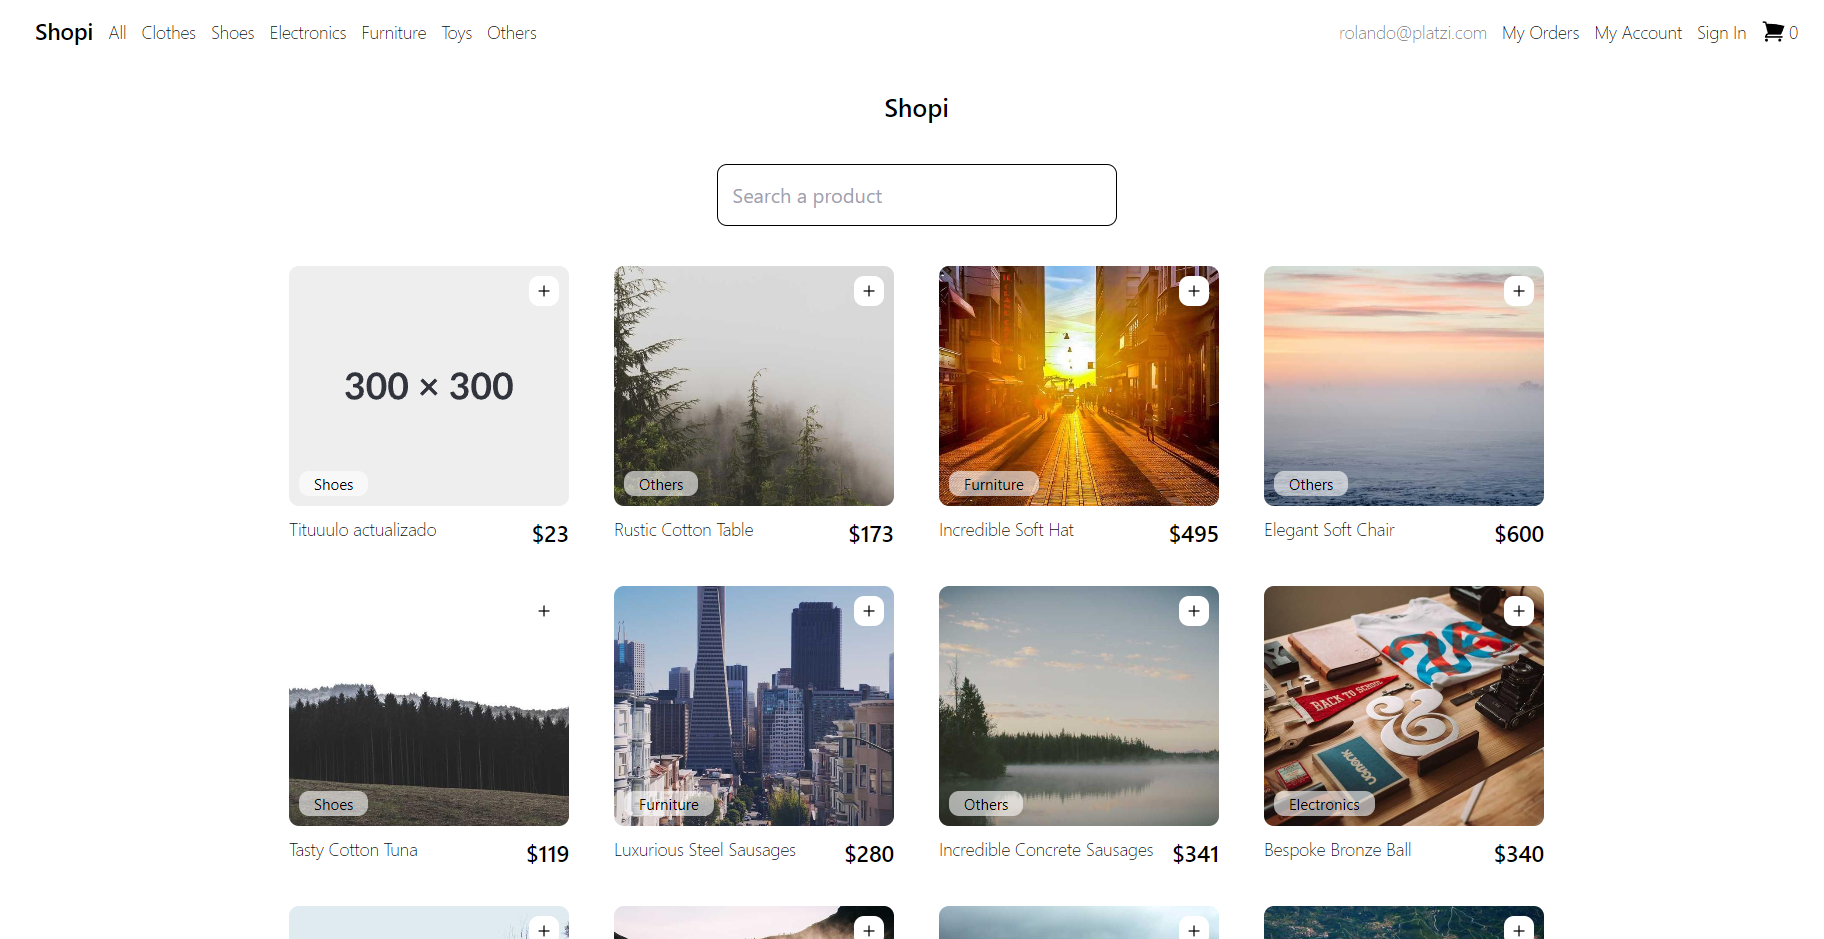 Shopi All Clothes Shoes Electronics Furniture Toys Others rolando@platzi.com My Orders My Account Sign In 0
Shopi
Search a product
+ + + +
300 × 300
Shoes Others Furniture Others
Tituuulo actualizado $23 Rustic Cotton Table $173 Incredible Soft Hat $495 Elegant Soft Chair $600
+ + + +
BACK TO SCHOOL
&
Shoes Furniture Others Electronics
Tasty Cotton Tuna $119 Luxurious Steel Sausages $280 Incredible Concrete Sausages $341 Bespoke Bronze Ball $340
+ + + +